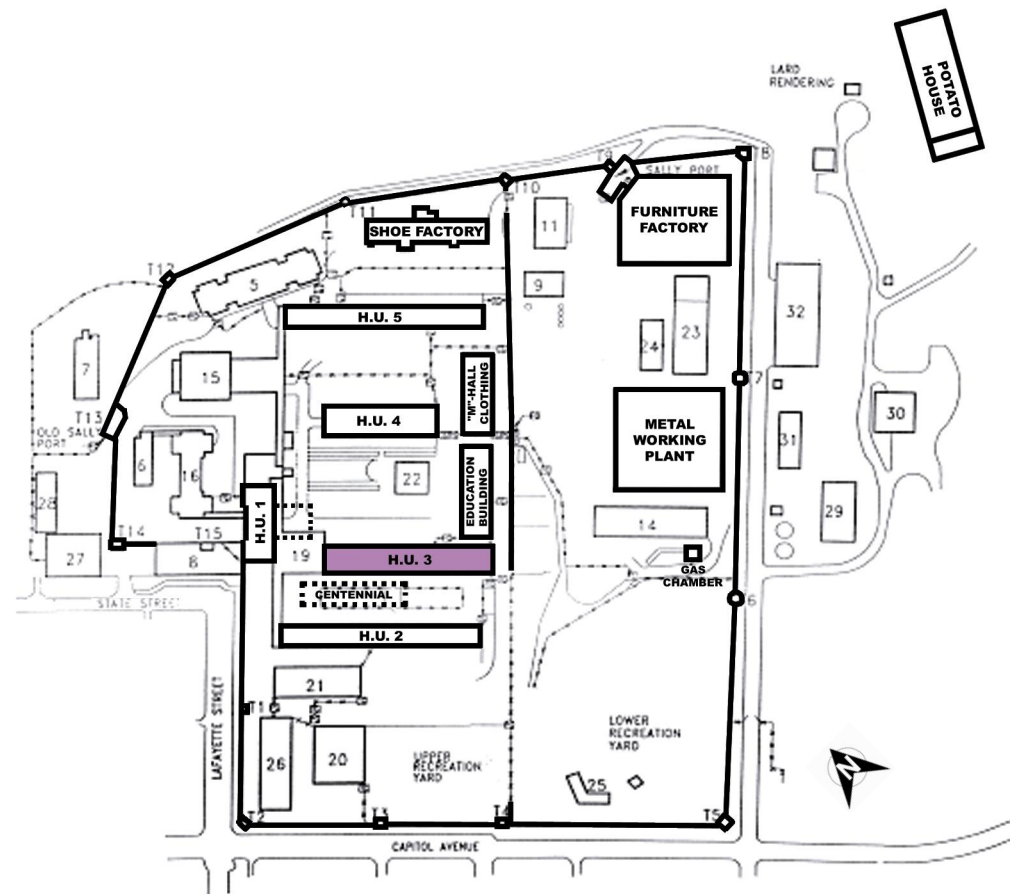 POTATO
HOUSE
LARD
RENDERING
T8
T9
SALLY PORT
T10
T11
SHOE FACTORY
11
FURNITURE
FACTORY
T12
5
9
H.U. 5
32
23
24
7
15
"M"-HALL
CLOTHING
T7
T13
OLD SALLY
PORT
H.U. 4
METAL
WORKING
PLANT
30
31
6
16
22
EDUCATION
BUILDING
28
H.U. 1
29
14
T14
T15
27
8
19
H.U. 3
GAS
CHAMBER
STATE STREET
CENTENNIAL
6
H.U. 2
21
LAFAYETTE STREET
T1
LOWER
RECREATION
YARD
26
20
UPPER
RECREATION
YARD
25
N
T2
T3
T4
T5
CAPITOL AVENUE